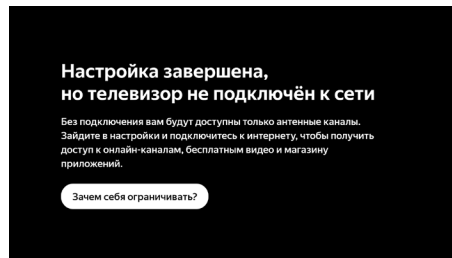 Настройка завершена,
но телевизор не подключён к сети
Без подключения вам будут доступны только антенные каналы.
Зайдите в настройки и подключитесь к интернету, чтобы получить
доступ к онлайн-каналам, бесплатным видео и магазину
приложений.
Зачем себя ограничивать?